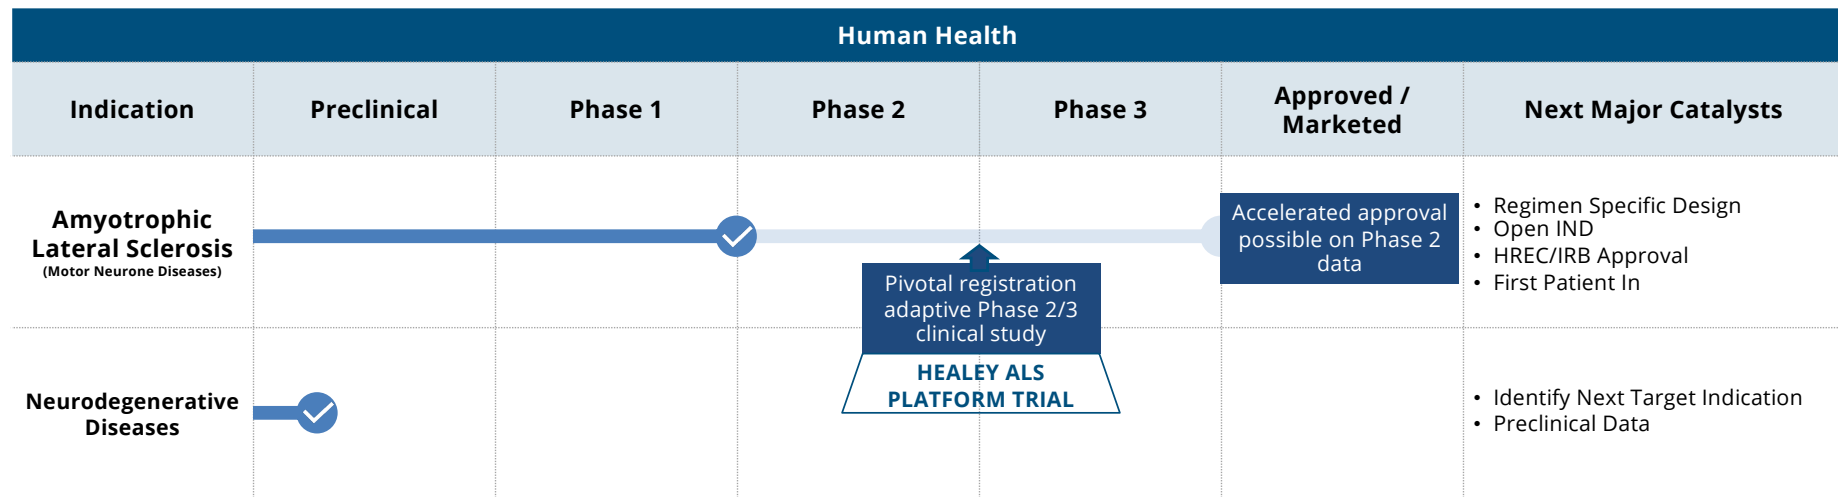 Human Health
Indication
Preclinical
Phase 1
Phase 2
Phase 3
Approved /
Marketed
Next Major Catalysts
Amyotrophic
Lateral Sclerosis
(Motor Neurone Diseases)
Accelerated approval
possible on Phase 2
data
• Regimen Specific Design
• Open IND
• HREC/IRB Approval
• First Patient In
Pivotal registration
adaptive Phase 2/3
clinical study
HEALEY ALS
PLATFORM TRIAL
Neurodegenerative
Diseases
• Identify Next Target Indication
• Preclinical Data